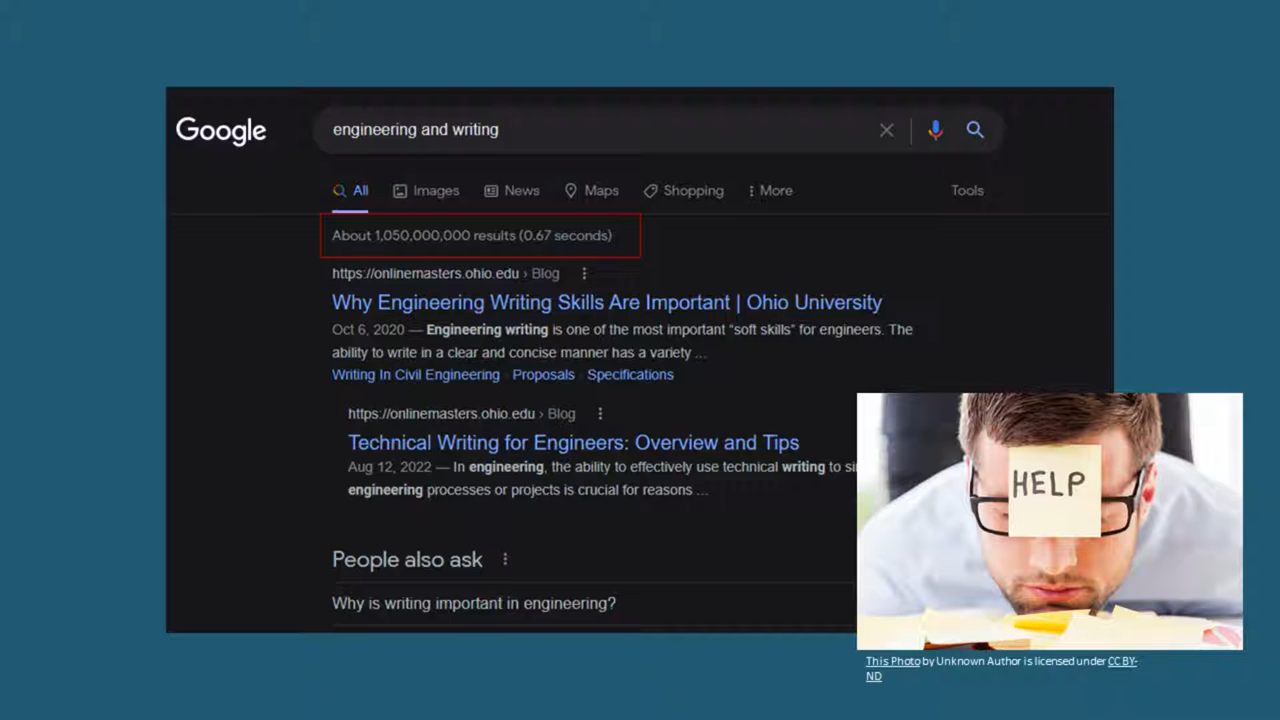 Google
engineering and writing
All Images News Maps Shopping More Tools
About 1,050,000,000 results (0.67 seconds)
https://onlinemasters.ohio.edu › Blog
Why Engineering Writing Skills Are Important | Ohio University
Oct 6, 2020 — Engineering writing is one of the most important “soft skills” for engineers. The
ability to write in a clear and concise manner has a variety ...
Writing In Civil Engineering · Proposals · Specifications
https://onlinemasters.ohio.edu › Blog
Technical Writing for Engineers: Overview and Tips
Aug 12, 2022 — In engineering, the ability to effectively use technical writing to
engineering processes or projects is crucial for reasons ...
People also ask
Why is writing important in engineering?
HELP
This Photo by Unknown Author is licensed under CC BY-
ND